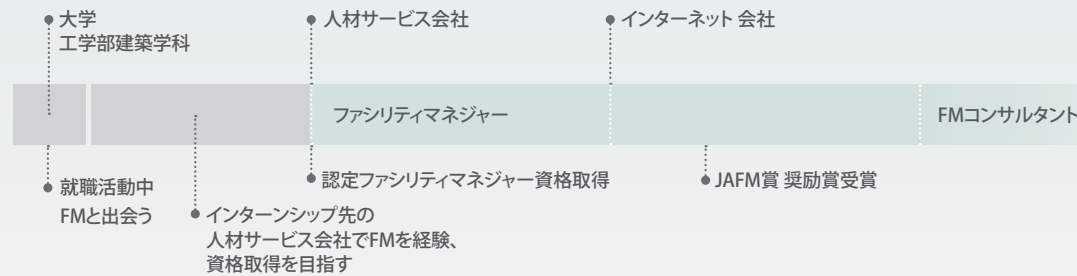 大学
工学部建築学科
人材サービス会社
インターネット 会社
ファシリティマネジャー
FMコンサルタント
就職活動中
FMと出会う
インターンシップ先の
人材サービス会社でFMを経験、
資格取得を目指す
認定ファシリティマネジャー資格取得
JAFM賞 奨励賞受賞